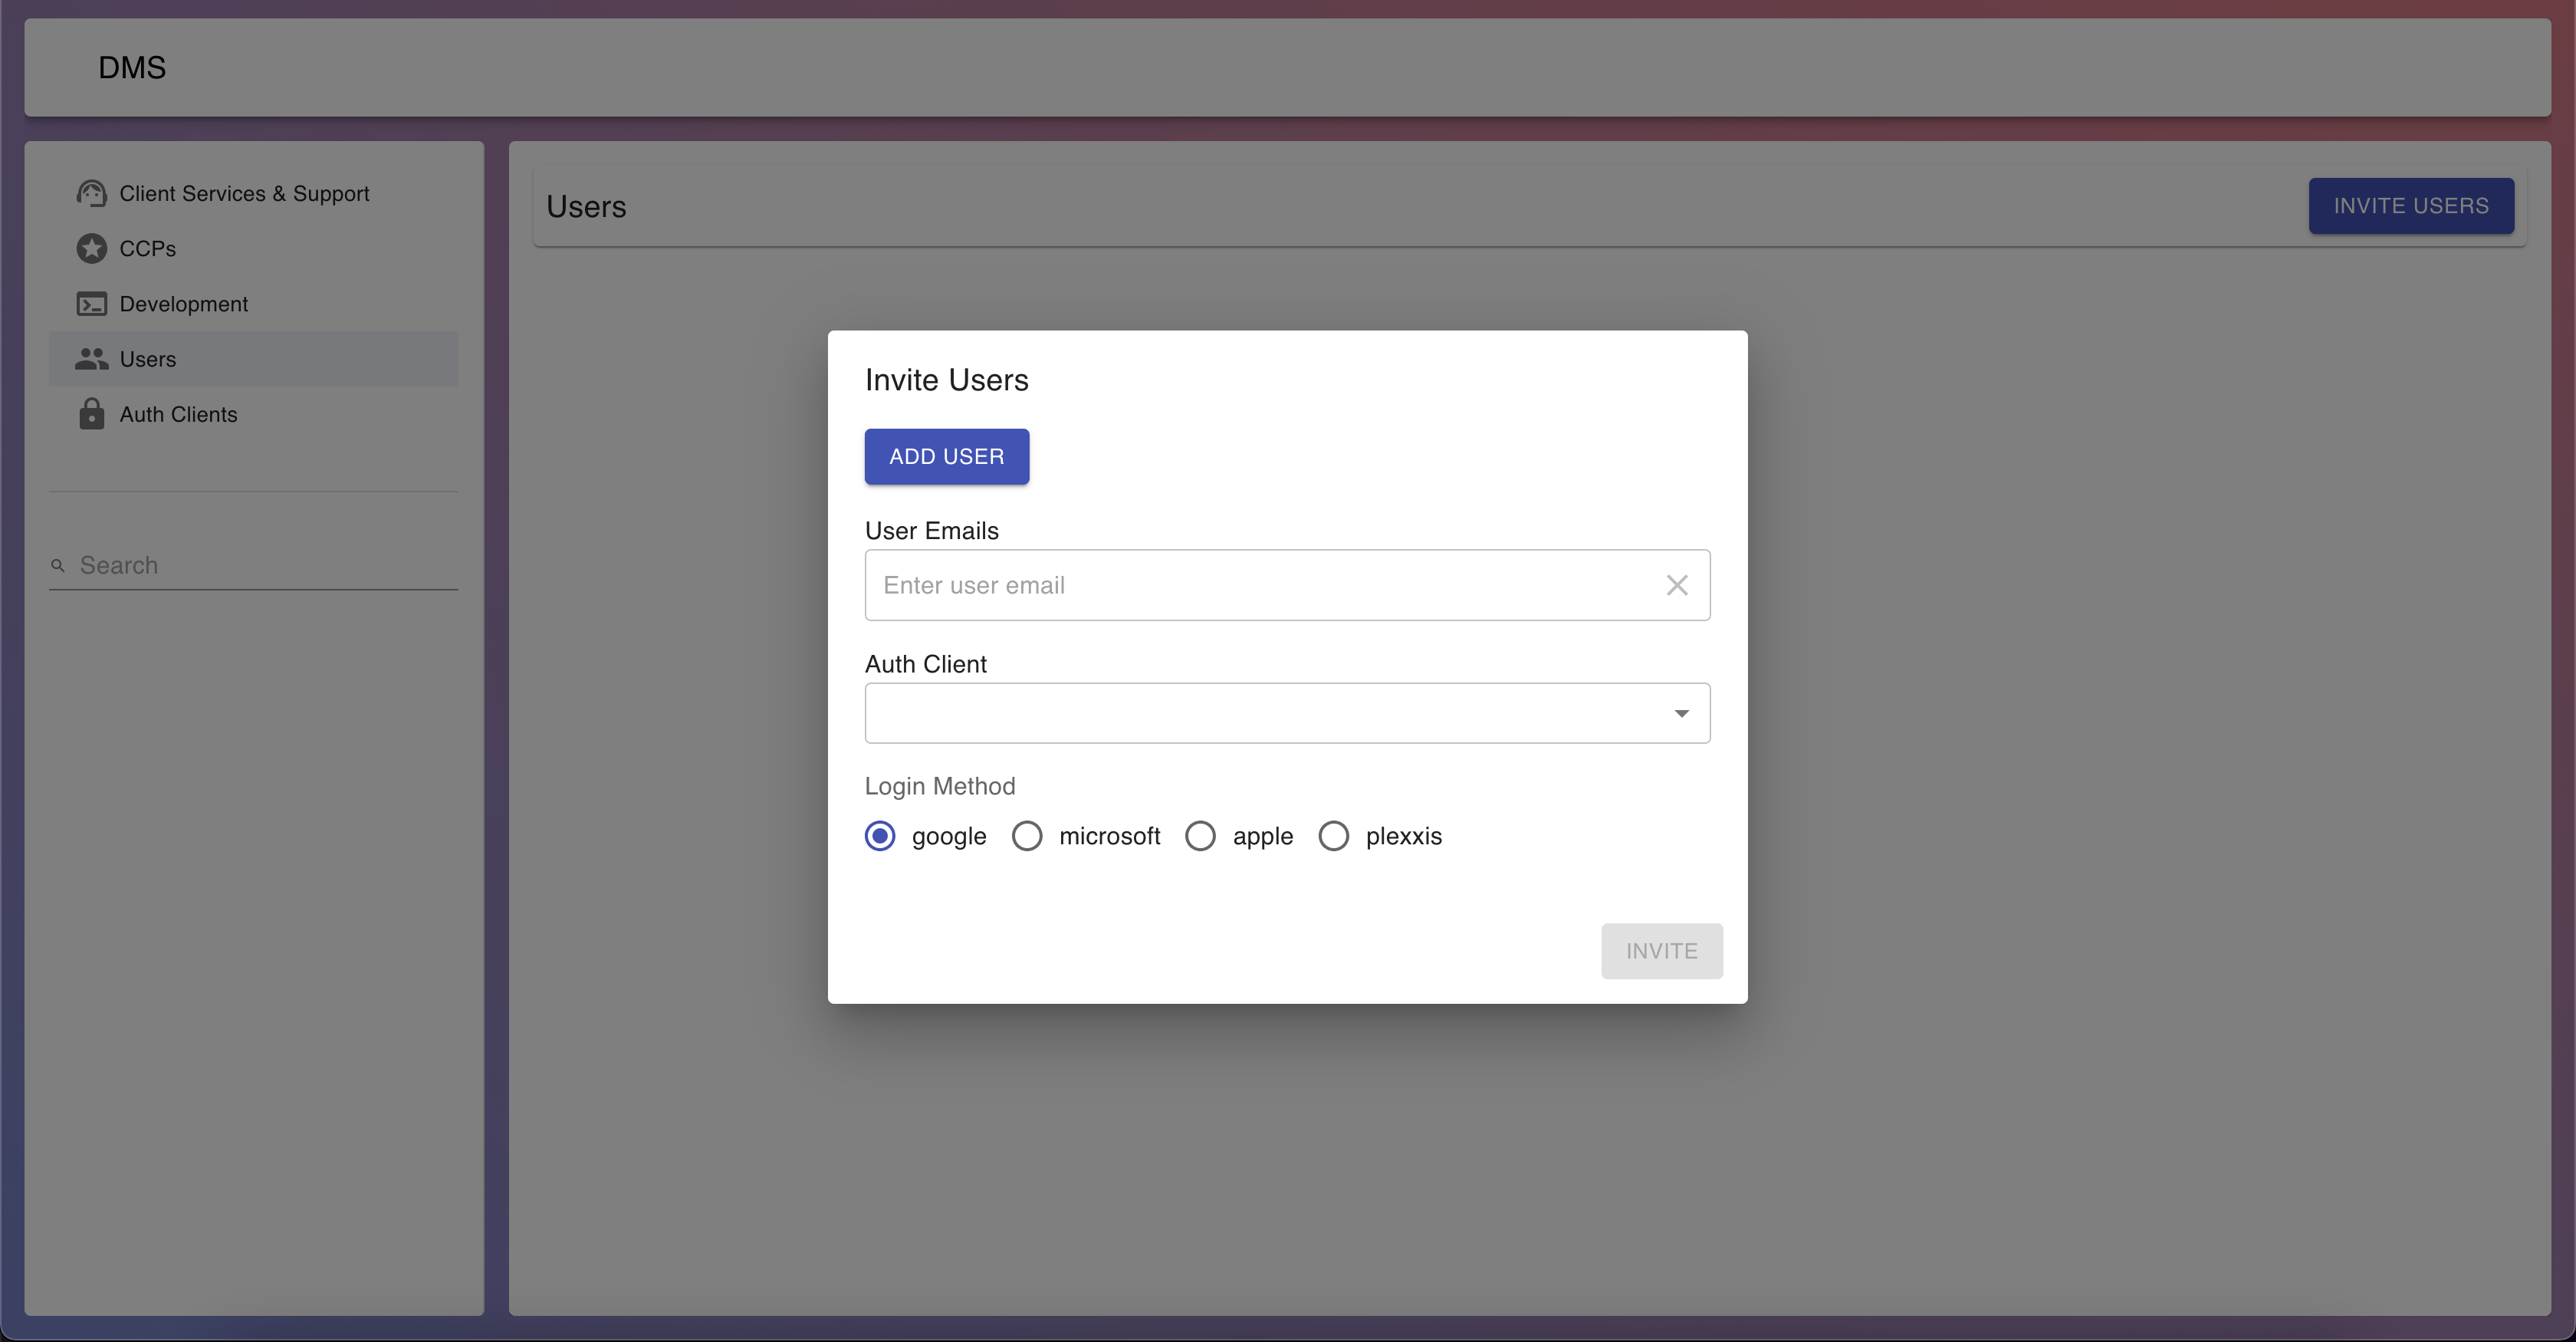 DMS
Client Services & Support
CCPs
Development
Users
Auth Clients
Search
Users
INVITE USERS
Invite Users
ADD USER
User Emails
Enter user email
Auth Client
Login Method
google microsoft apple plexxis
INVITE